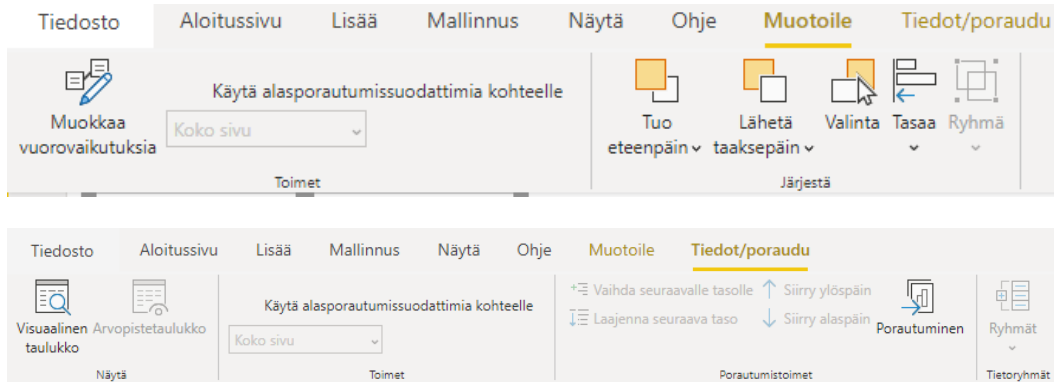 Tiedosto Aloitussivu Lisää Mallinnus Näytä Ohje Muotoile Tiedot/poraudu
Muokkaa
vuorovaikutuksia
Käytä alasporautumissuodattimia kohteelle
Koko sivu
Toimet
Tuo
eteenpäin
Lähetä
taaksepäin
Valinta
Tasaa
Ryhmä
Järjestä
Tiedosto Aloitussivu Lisää Mallinnus Näytä Ohje Muotoile Tiedot/poraudu
Visuaalinen
taulukko
Arvopistetaulukko
Näytä
Käytä alasporautumissuodattimia kohteelle
Koko sivu
Toimet
Vaihda seuraavalle tasolle
Laajenna seuraava taso
Siirry ylöspäin
Siirry alaspäin
Porautuminen
Porautumistoimet
Ryhmät
Tietoryhmät